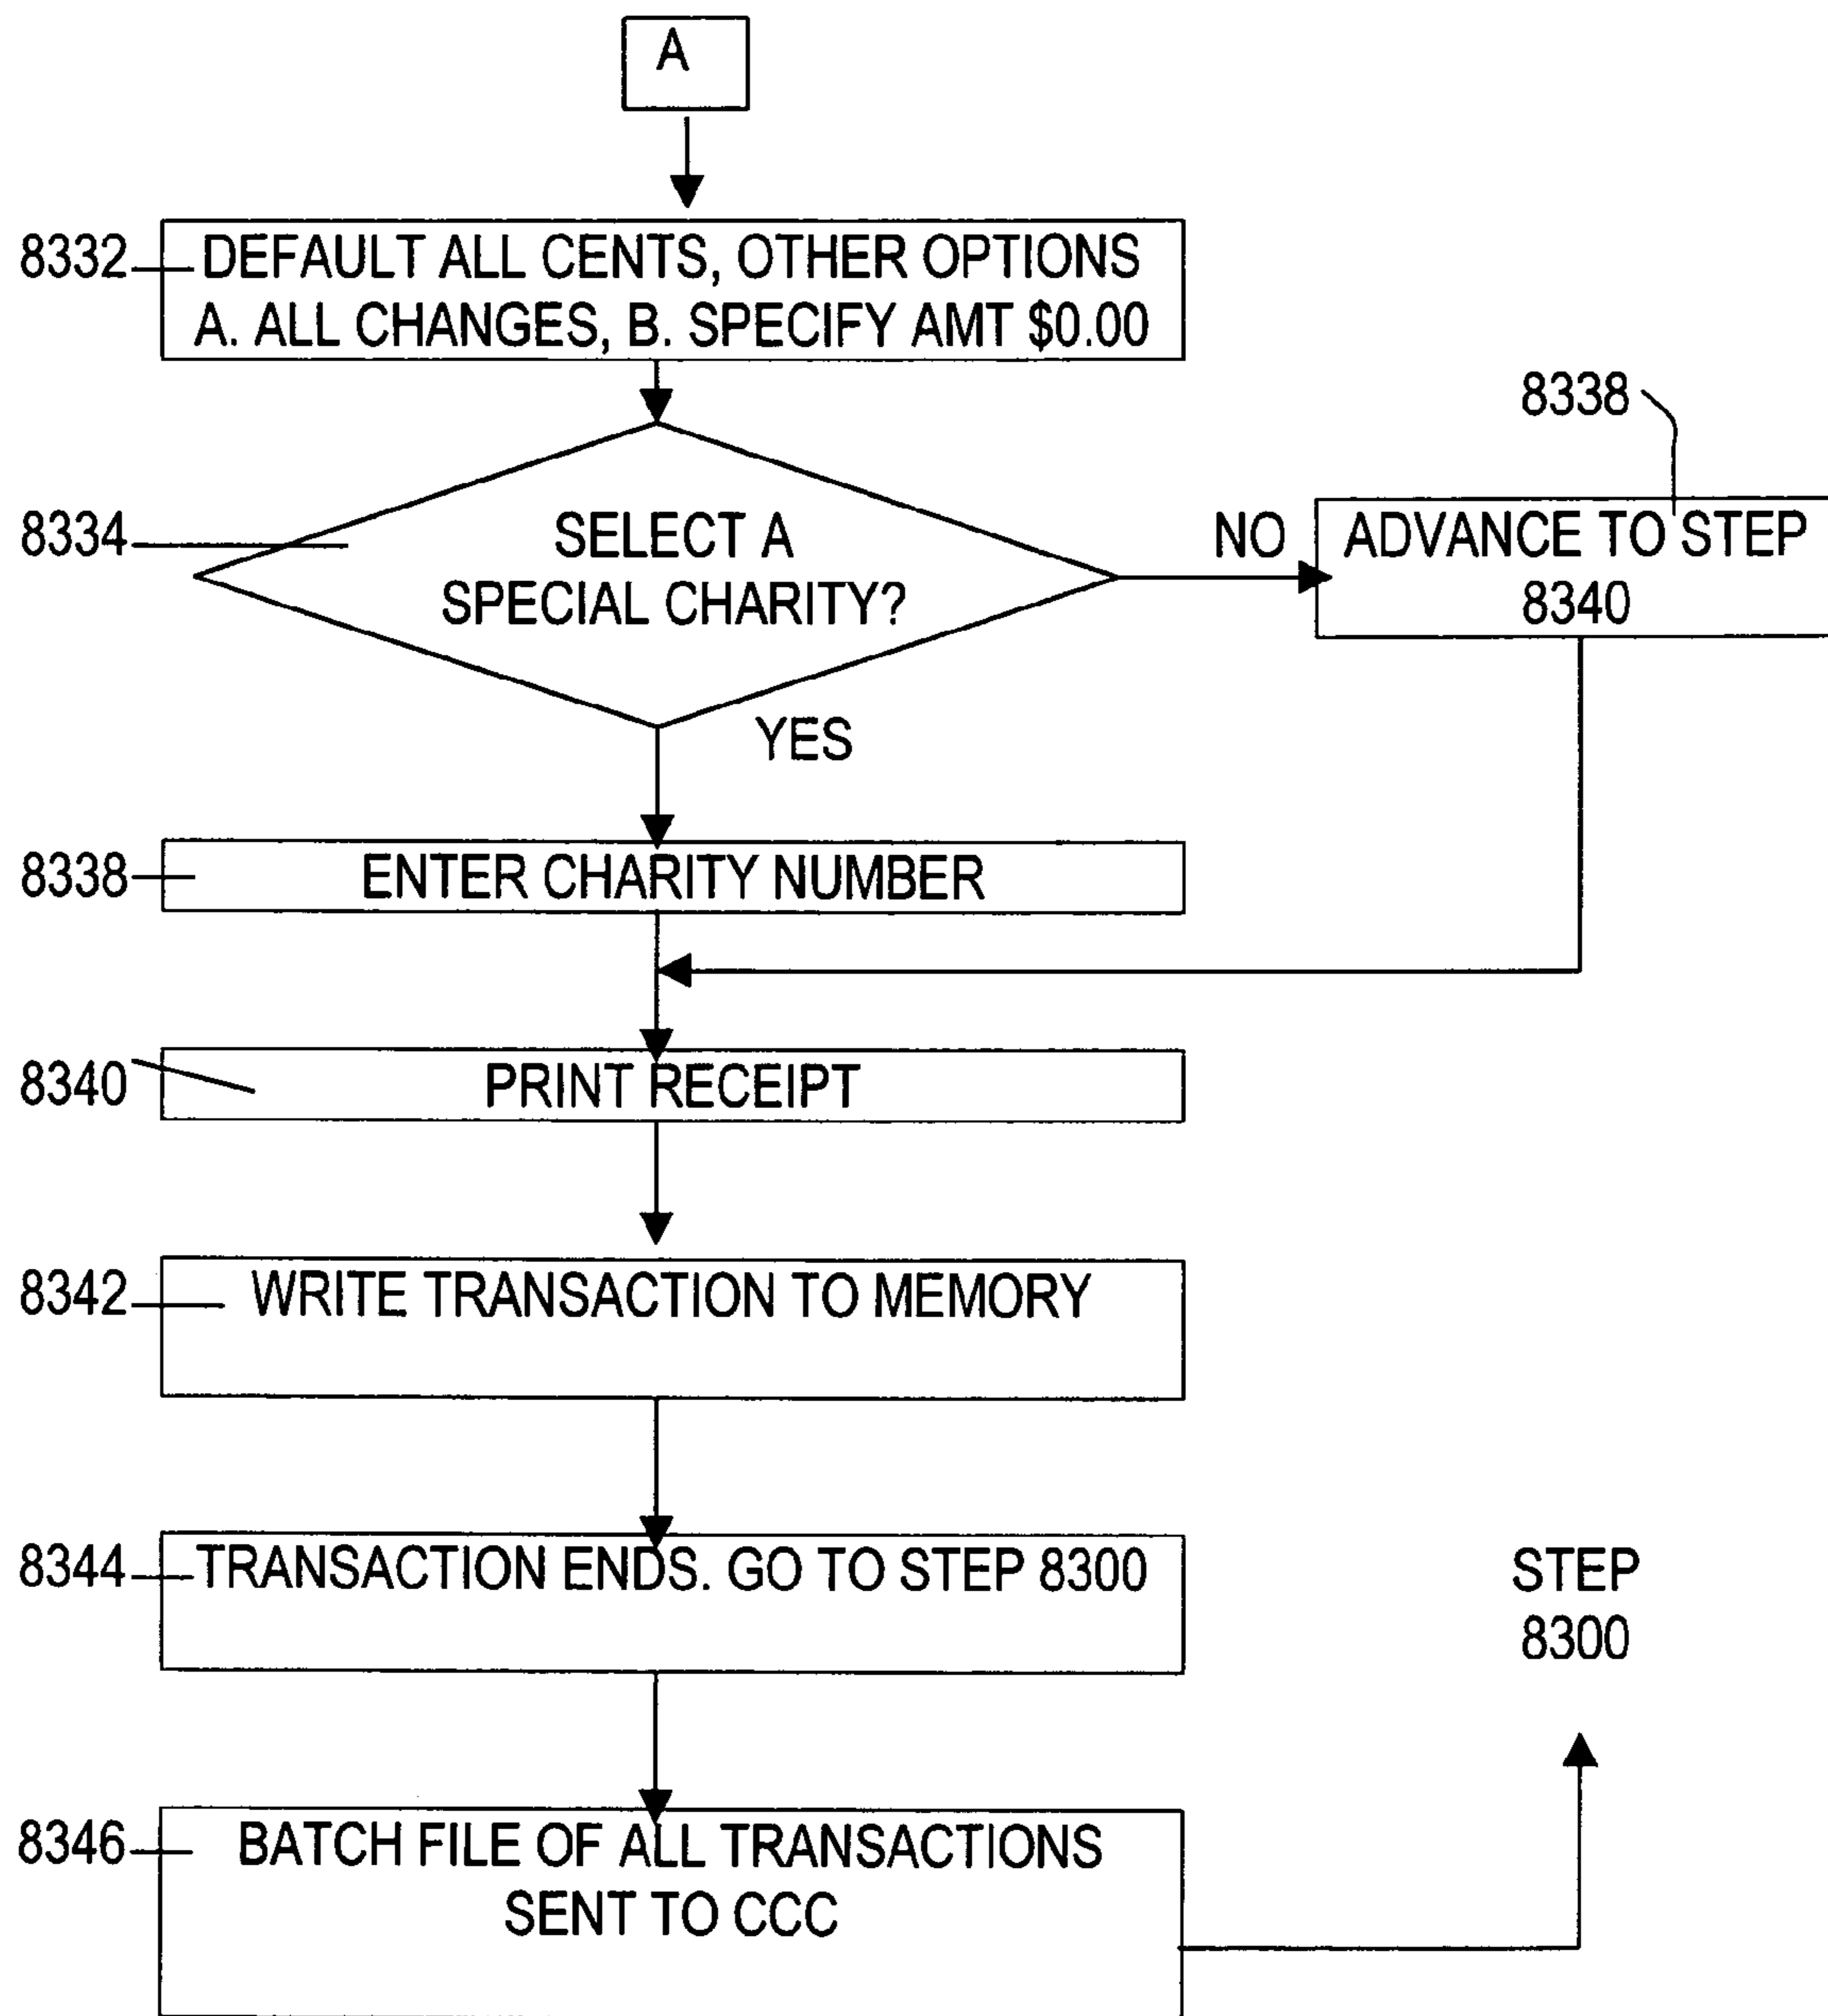 A
8332
DEFAULT ALL CENTS, OTHER OPTIONS
A. ALL CHANGES, B. SPECIFY AMT $0.00
8338
8334
SELECT A
SPECIAL CHARITY?
NO
ADVANCE TO STEP
8340
YES
8338
ENTER CHARITY NUMBER
8340
PRINT RECEIPT
8342
WRITE TRANSACTION TO MEMORY
8344
TRANSACTION ENDS. GO TO STEP 8300
STEP
8300
8346
BATCH FILE OF ALL TRANSACTIONS
SENT TO CCC